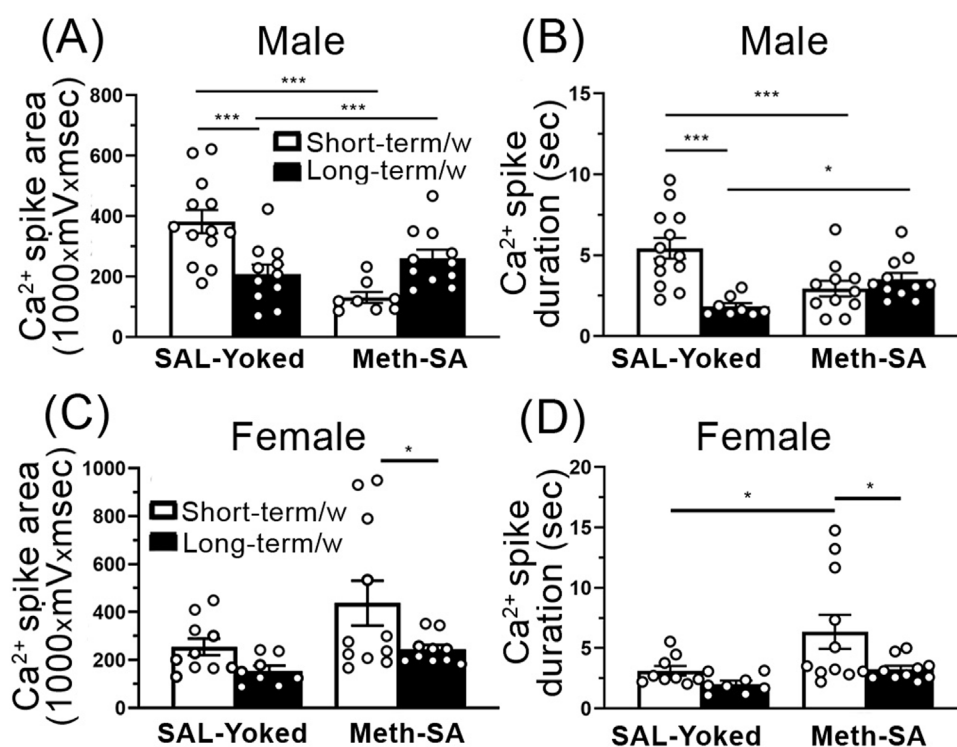 (A) Male
Ca²⁺ spike area
(1000xmVxmsec)
800
600
400
200
0
***
***
***
Short-term/w
Long-term/w
SAL-Yoked Meth-SA
(B) Male
Ca²⁺ spike
duration (sec)
15
10
5
0
***
***
*
SAL-Yoked Meth-SA
(C) Female
Ca²⁺ spike area
(1000xmVxmsec)
1000
800
600
400
200
0
*
Short-term/w
Long-term/w
SAL-Yoked Meth-SA
(D) Female
Ca²⁺ spike
duration (sec)
20
15
10
5
0
*
*
SAL-Yoked Meth-SA